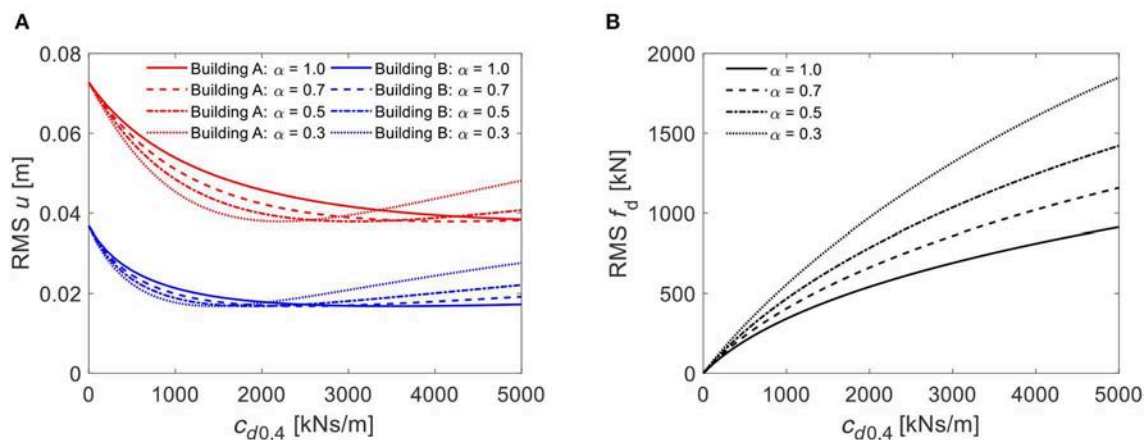 A
RMS u [m]
0.08
0.06
0.04
0.02
0
Building A: α = 1.0
Building B: α = 1.0
Building A: α = 0.7
Building B: α = 0.7
Building A: α = 0.5
Building B: α = 0.5
Building A: α = 0.3
Building B: α = 0.3
0 1000 2000 3000 4000 5000
c_d0,4 [kNs/m]
B
RMS f_d [kN]
2000
1500
1000
500
0
α = 1.0
α = 0.7
α = 0.5
α = 0.3
0 1000 2000 3000 4000 5000
c_d0,4 [kNs/m]